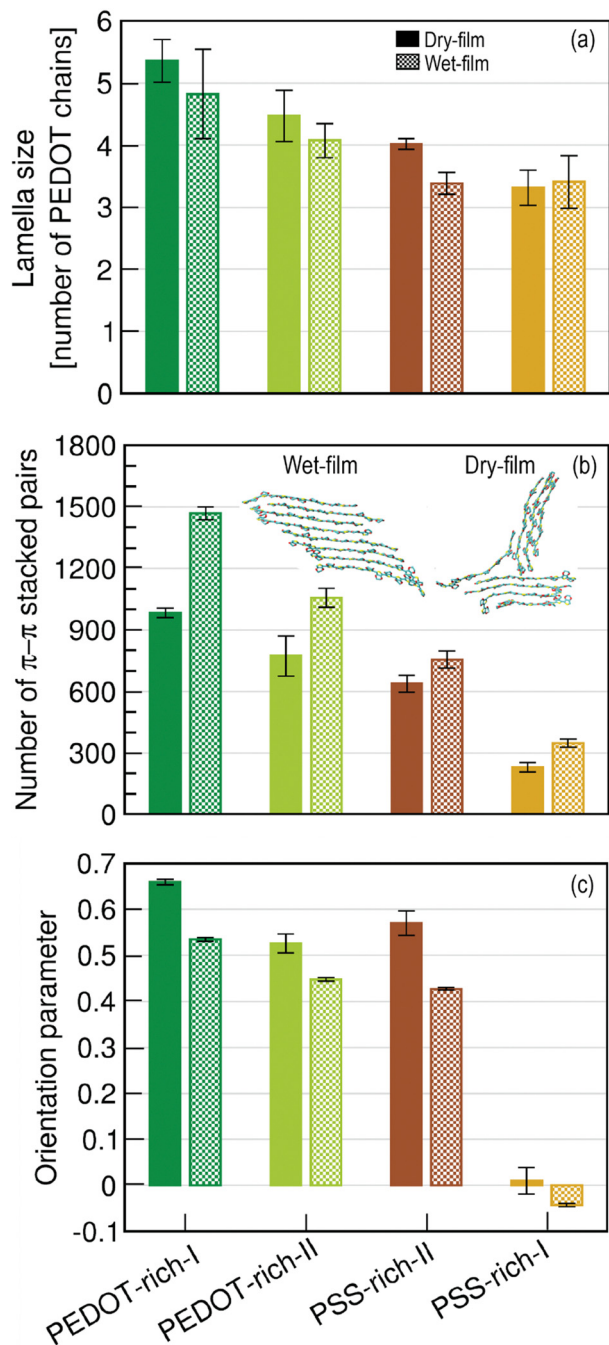 (a)
Dry-film
Wet-film
Lamella size
[number of PEDOT chains]
6
5
4
3
2
1
0
(b)
Wet-film
Dry-film
Number of π–π stacked pairs
1800
1500
1200
900
600
300
0
(c)
Orientation parameter
0.7
0.6
0.5
0.4
0.3
0.2
0.1
0
-0.1
PEDOT-rich-I
PEDOT-rich-II
PSS-rich-II
PSS-rich-I